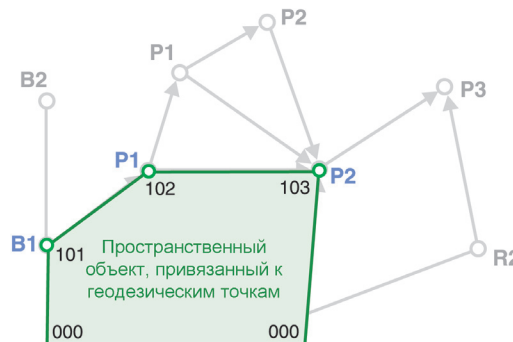 P2
P1
B2
P3
P1
P2
102
103
B1
101
R2
Пространственный
объект, привязанный к
геодезическим точкам
000
000